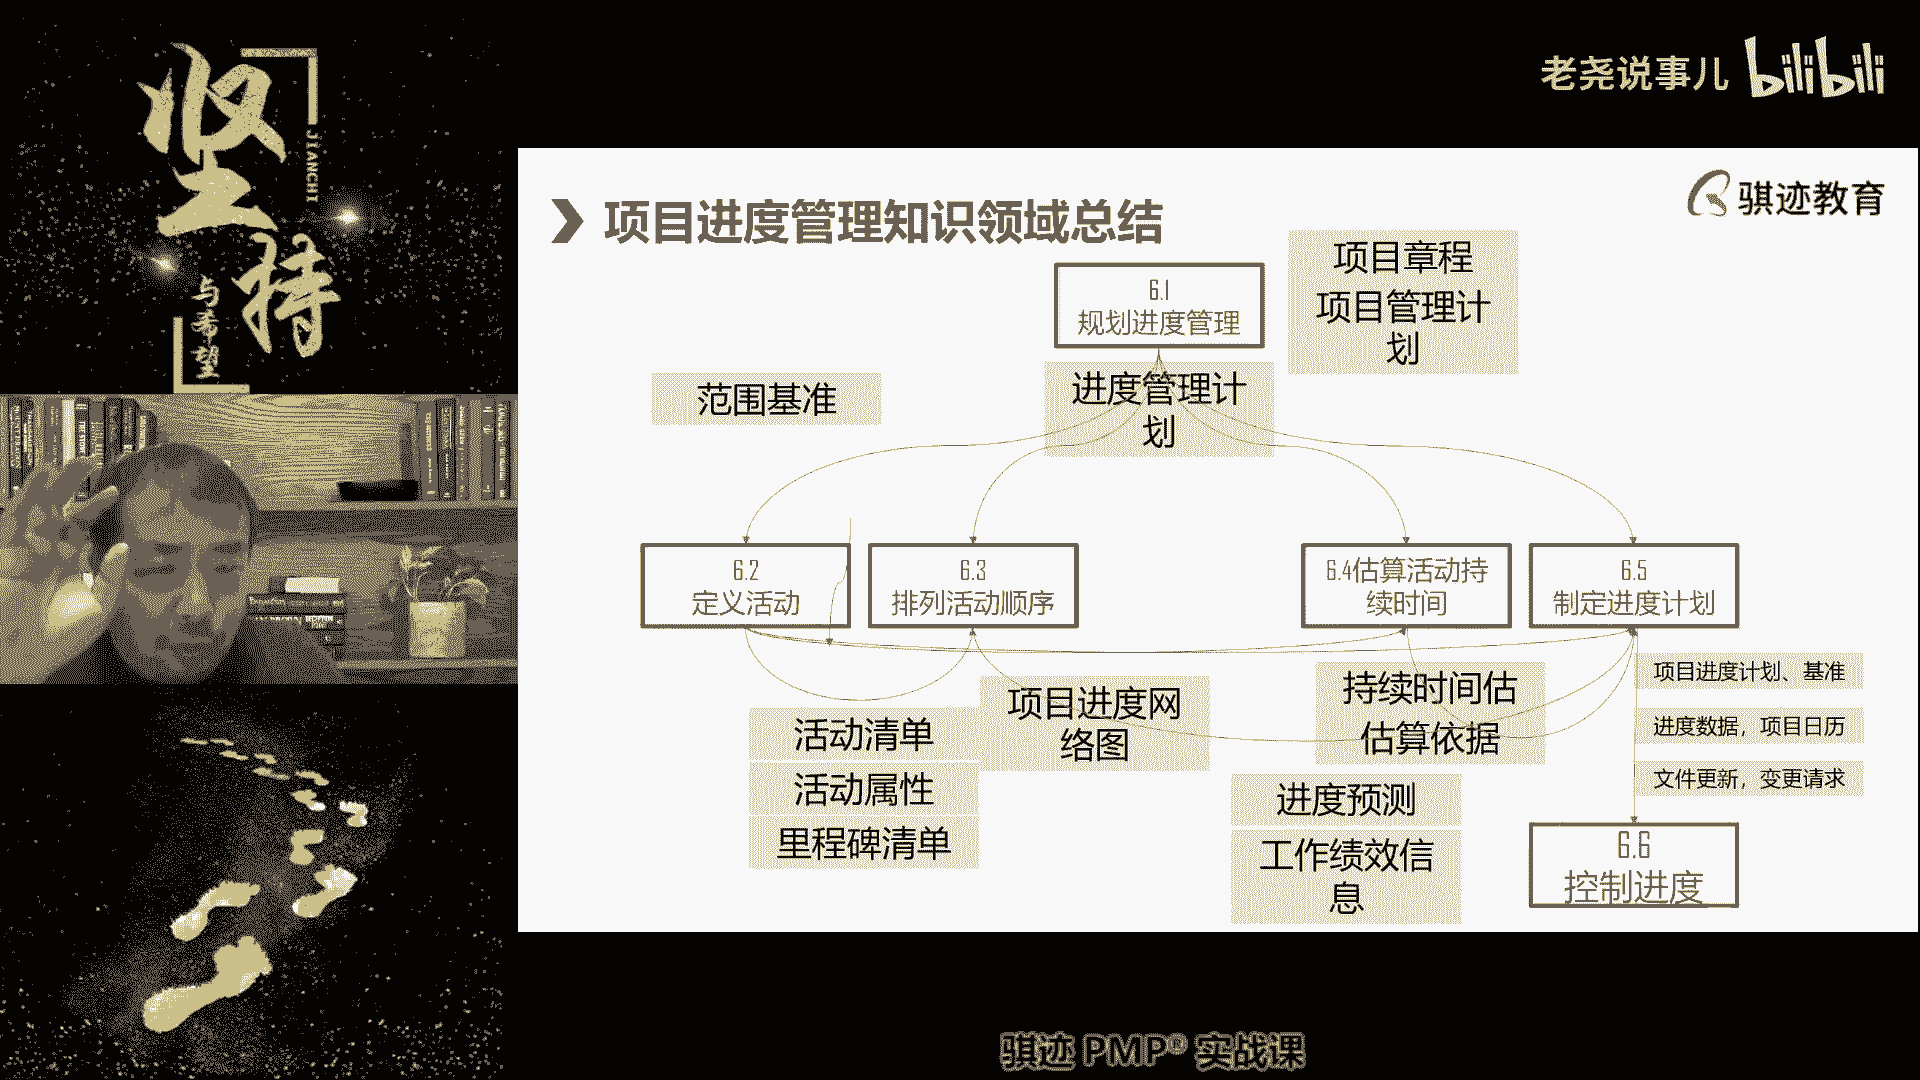 坚持
JIANCHI
与希望
老尧说事儿 bilibili
骐迹教育
项目进度管理知识领域总结
6.1
规划进度管理
项目章程
项目管理计
划
范围基准
进度管理计
划
6.2
定义活动
6.3
排列活动顺序
6.4估算活动持
续时间
6.5
制定进度计划
活动清单
活动属性
里程碑清单
项目进度网
络图
持续时间估
估算依据
进度预测
工作绩效信
息
项目进度计划、基准
进度数据，项目日历
文件更新，变更请求
6.6
控制进度
骐迹 PMP® 实战课